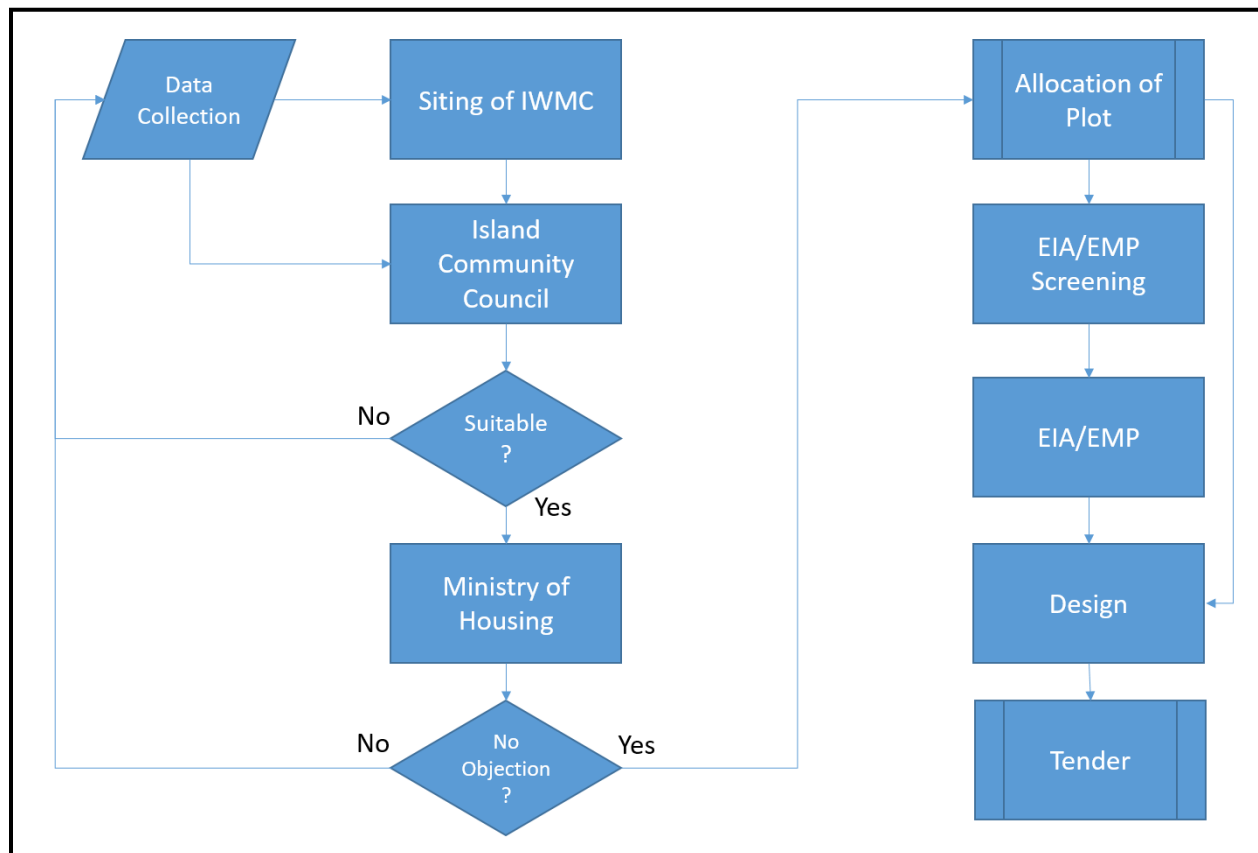 Data
Collection
Siting of IWMC
Island
Community
Council
No
Suitable
?
Yes
Ministry of
Housing
No
No
Objection
?
Yes
Allocation of
Plot
EIA/EMP
Screening
EIA/EMP
Design
Tender